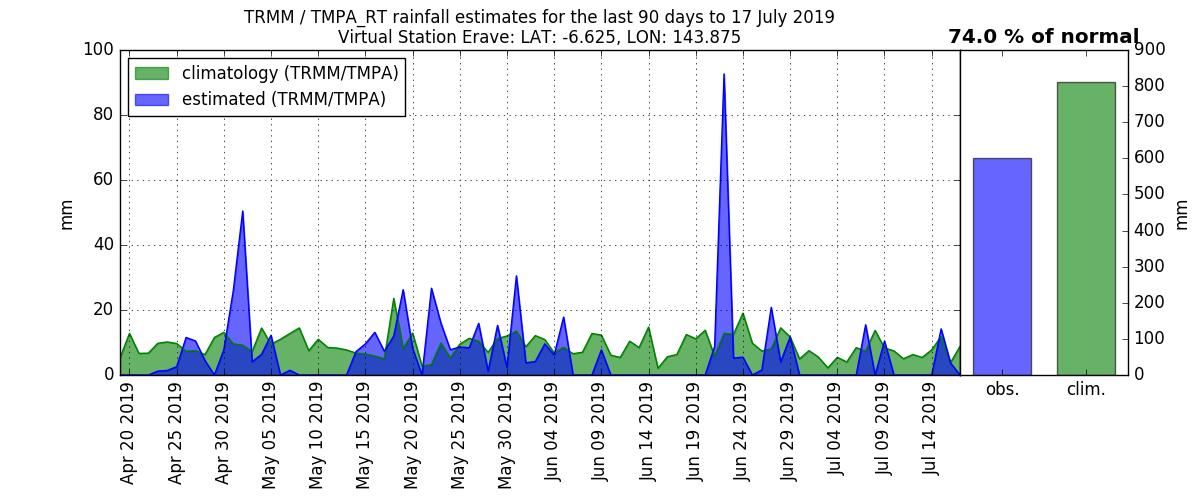 TRMM / TMPA_RT rainfall estimates for the last 90 days to 17 July 2019
Virtual Station Erave: LAT: -6.625, LON: 143.875
74.0 % of normal
climatology (TRMM/TMPA)
estimated (TRMM/TMPA)
100
80
60
40
20
0
mm
900
800
700
600
500
400
300
200
100
0
mm
Apr 20 2019
Apr 25 2019
Apr 30 2019
May 05 2019
May 10 2019
May 15 2019
May 20 2019
May 25 2019
May 30 2019
Jun 04 2019
Jun 09 2019
Jun 14 2019
Jun 19 2019
Jun 24 2019
Jun 29 2019
Jul 04 2019
Jul 09 2019
Jul 14 2019
obs.
clim.